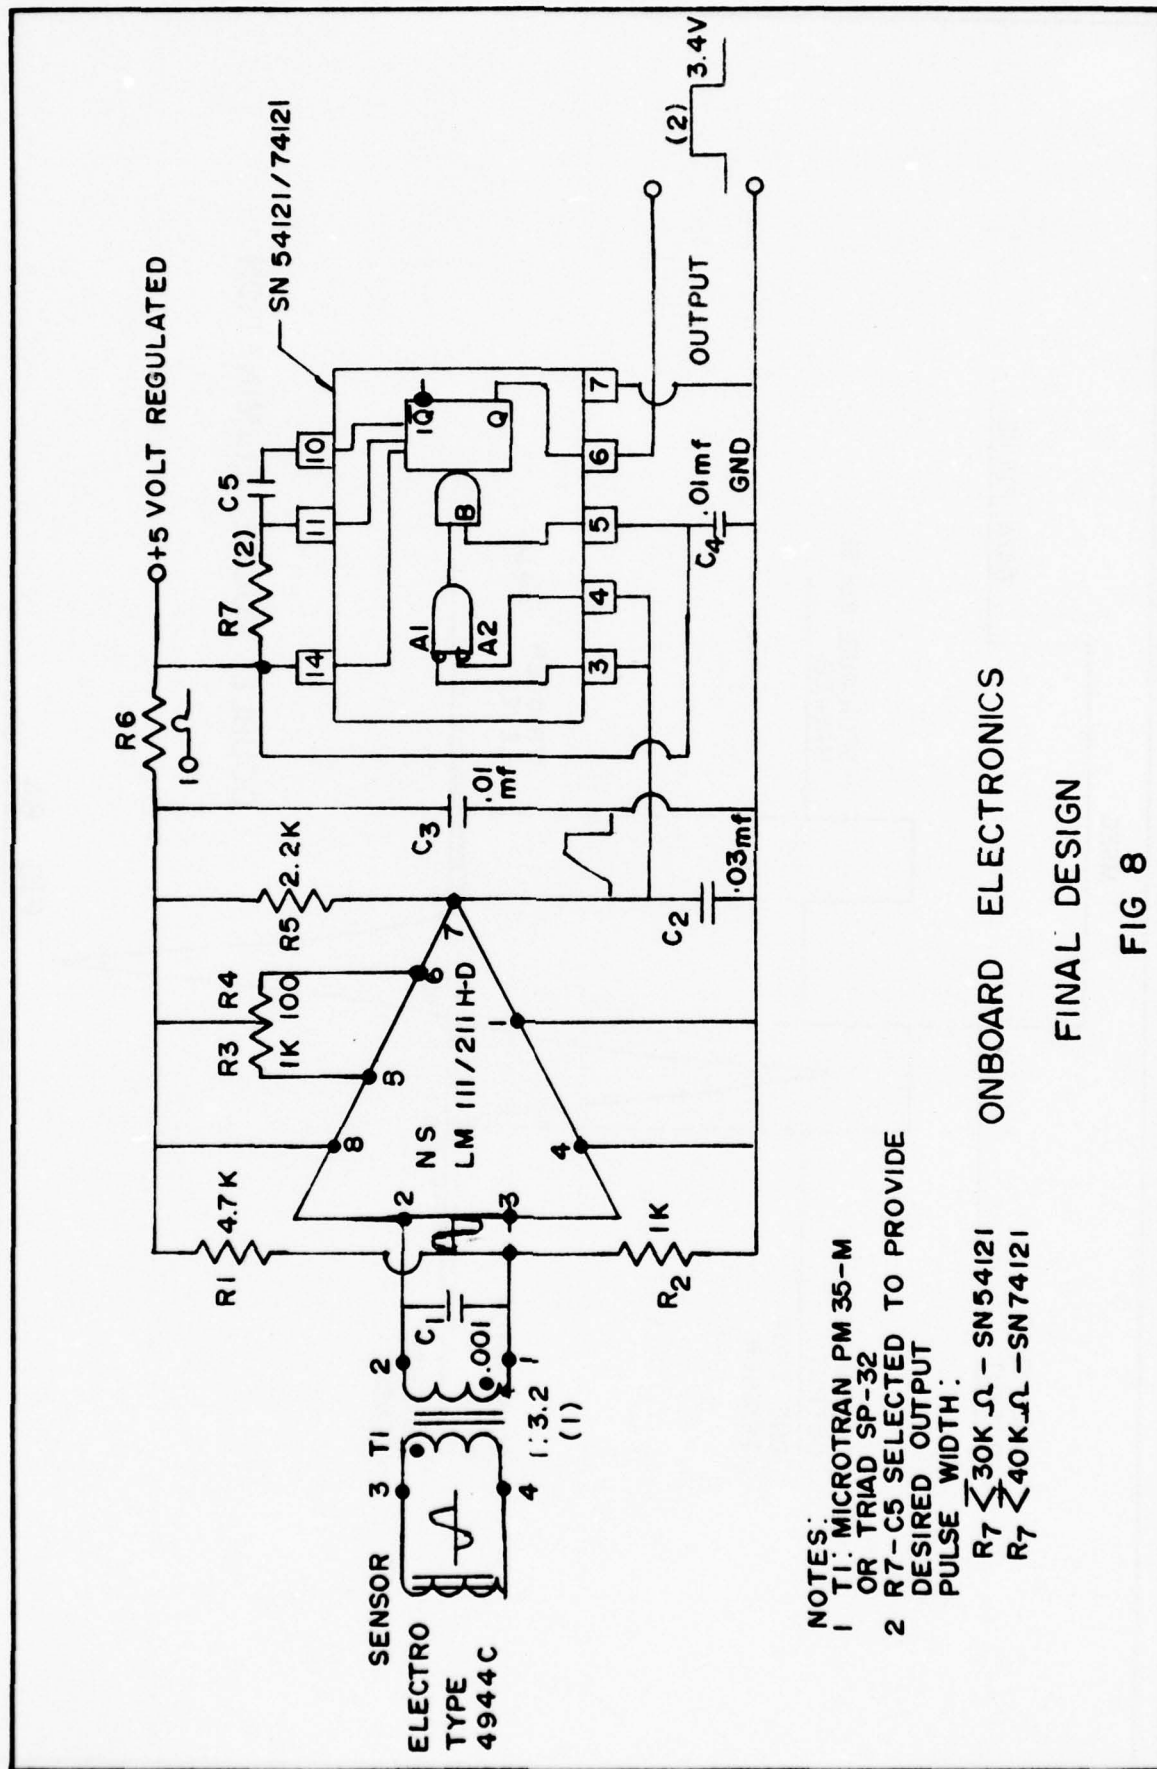 +5 VOLT REGULATED
SN 54121/74121
R6
10
R7
(2)
C5
14
11
10
1Q
Q
A1
A2
B
3
4
5
6
7
OUTPUT
(2)
3.4V
C4
.01mf
GND
C3
.01
mf
R5
2.2K
R3
R4
1K
100
R1
4.7K
8
5
6
7
NS
LM 111/211 H-D
2
3
4
1
C2
.03mf
R2
1K
C1
.001
2
1
SENSOR
T1
3
4
1:3.2
(1)
ELECTRO
TYPE
4944C
NOTES:
1 T1: MICROTRAN PM 35-M
OR TRIAD SP-32
2 R7-C5 SELECTED TO PROVIDE
DESIRED OUTPUT
PULSE WIDTH:
R7 ≤ 30K Ω - SN54121
R7 ≤ 40K Ω - SN74121
ONBOARD ELECTRONICS
FINAL DESIGN
FIG 8